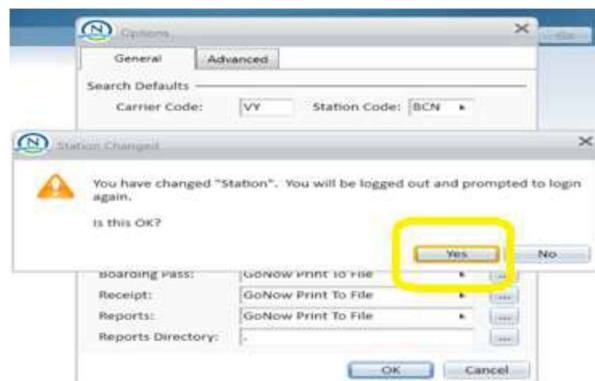 Options
General Advanced
Search Defaults
Carrier Code: VY Station Code: BCN
Station Changed
You have changed "Station". You will be logged out and prompted to login
again.
Is this OK?
Yes No
Boarding Pass: GoNow Print To File ...
Receipt: GoNow Print To File ...
Reports: GoNow Print To File ...
Reports Directory: . ...
OK Cancel